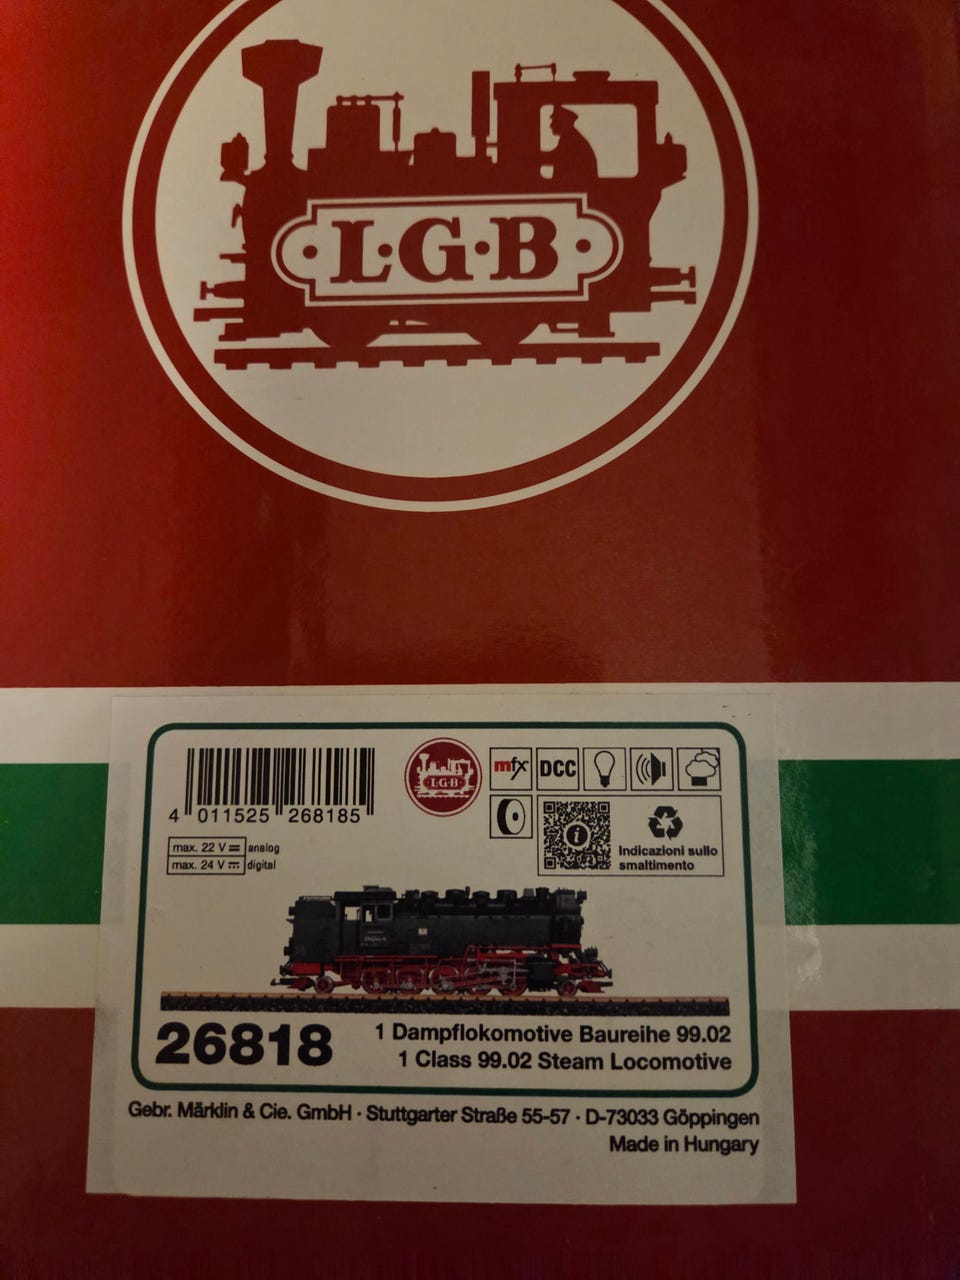 L·G·B
mfx DCC
4 011525 268185
L·G·B
max. 22 V analog
max. 24 V digital
i
Indicazioni sullo
smaltimento
26818
1 Dampflokomotive Baureihe 99.02
1 Class 99.02 Steam Locomotive
Gebr. Märklin & Cie. GmbH · Stuttgarter Straße 55-57 · D-73033 Göppingen
Made in Hungary